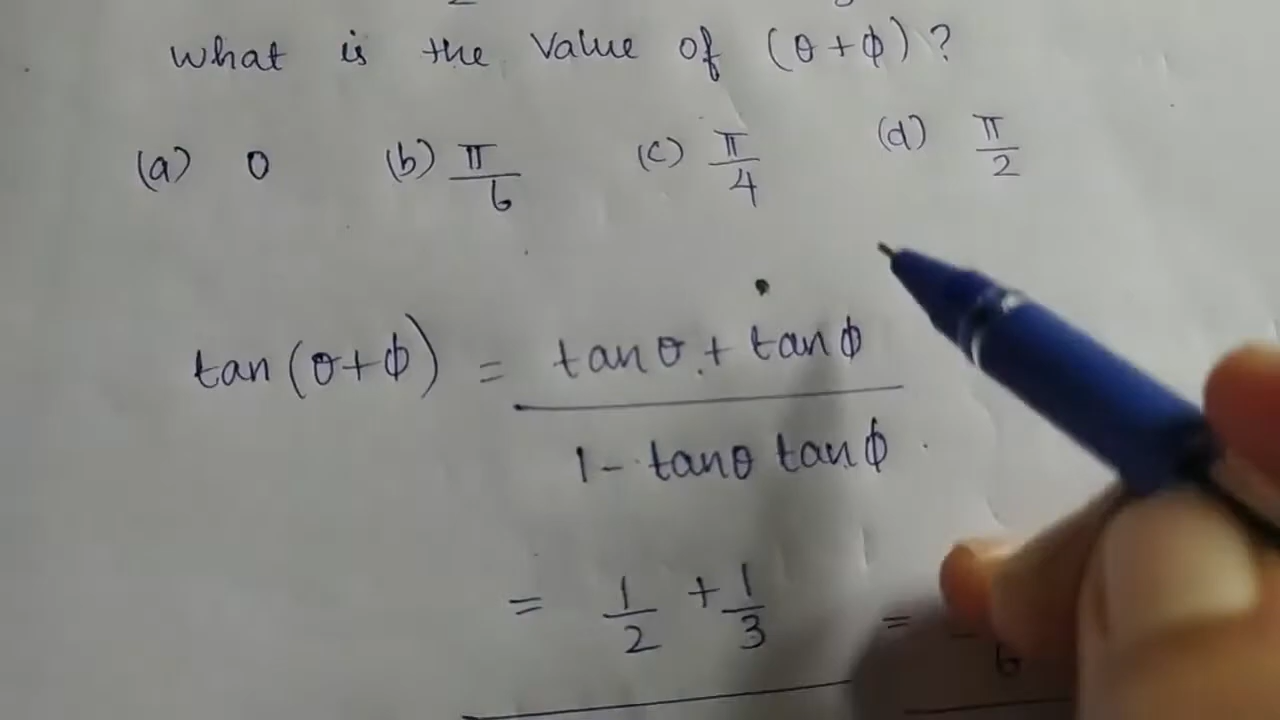 What is the Value of (θ+ϕ)?
(a) 0 (b) π/6 (c) π/4 (d) π/2
tan(θ+ϕ) = tanθ + tanϕ
1 - tanθ tanϕ
= 1/2 + 1/3 = /6